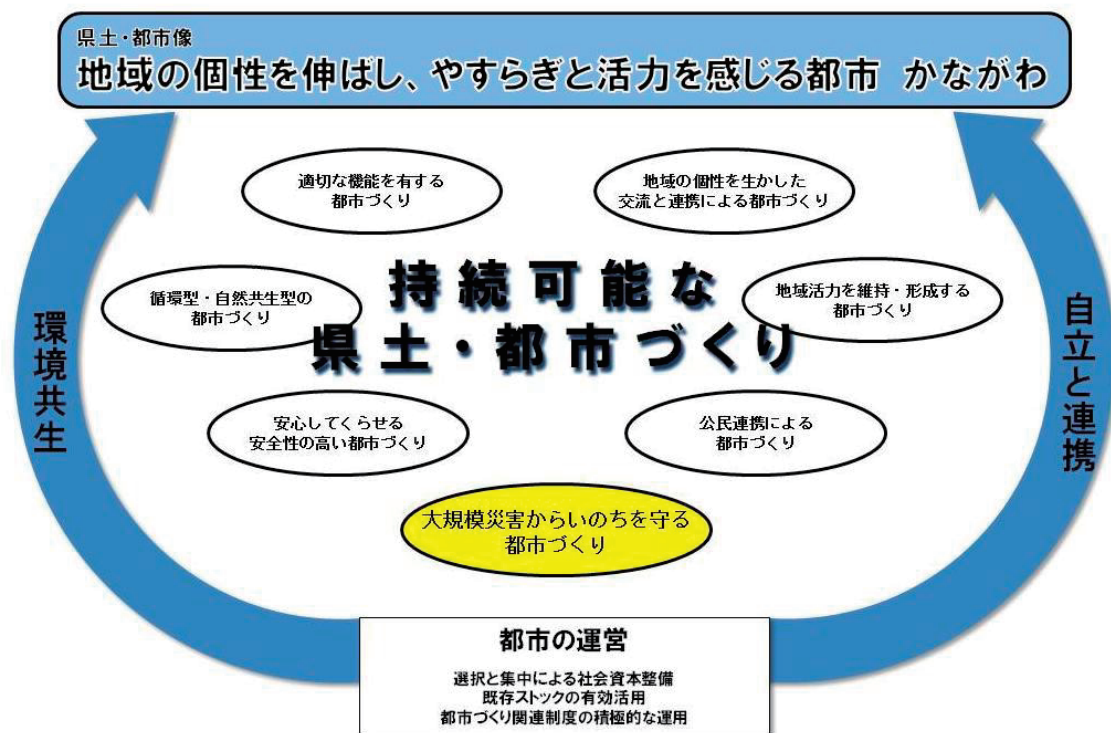 県土・都市像
地域の個性を伸ばし、やすらぎと活力を感じる都市 かながわ
適切な機能を有する
都市づくり
地域の個性を生かした
交流と連携による都市づくり
循環型・自然共生型の
都市づくり
持続可能な
県土・都市づくり
地域活力を維持・形成する
都市づくり
環境共生
自立と連携
安心してくらせる
安全性の高い都市づくり
公民連携による
都市づくり
大規模災害からいのちを守る
都市づくり
都市の運営
選択と集中による社会資本整備
既存ストックの有効活用
都市づくり関連制度の積極的な運用